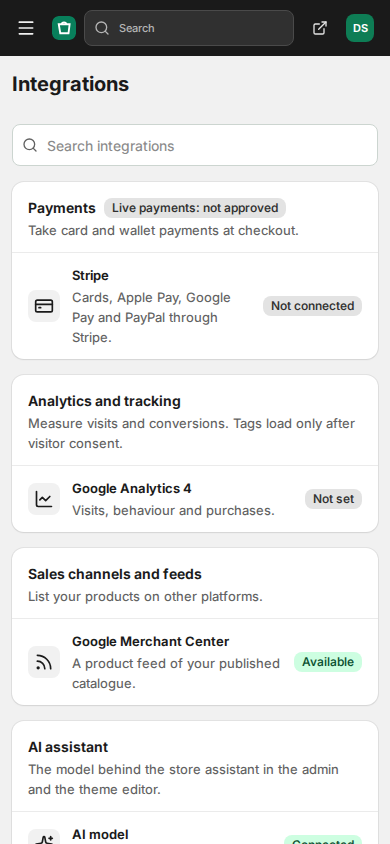 Search
DS
Integrations
Search integrations
Payments Live payments: not approved
Take card and wallet payments at checkout.
Stripe
Cards, Apple Pay, Google
Pay and PayPal through
Stripe.
Not connected
Analytics and tracking
Measure visits and conversions. Tags load only after
visitor consent.
Google Analytics 4
Visits, behaviour and purchases.
Not set
Sales channels and feeds
List your products on other platforms.
Google Merchant Center
A product feed of your published
catalogue.
Available
AI assistant
The model behind the store assistant in the admin
and the theme editor.
AI model
Connected